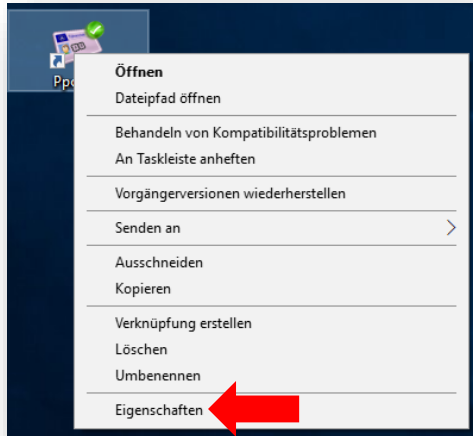 Öffnen
Dateipfad öffnen
Behandeln von Kompatibilitätsproblemen
An Taskleiste anheften
Vorgängerversionen wiederherstellen
Senden an
Ausschneiden
Kopieren
Verknüpfung erstellen
Löschen
Umbenennen
Eigenschaften